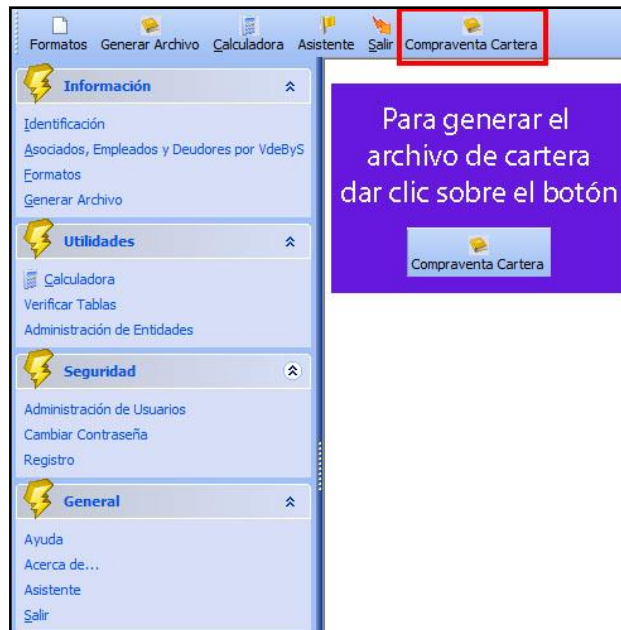 Formatos Generar Archivo Calculadora Asistente Salir Compraventa Cartera
Información
Identificación
Asociados, Empleados y Deudores por VdeByS
Formatos
Generar Archivo
Utilidades
Calculadora
Verificar Tablas
Administración de Entidades
Seguridad
Administración de Usuarios
Cambiar Contraseña
Registro
General
Ayuda
Acerca de...
Asistente
Salir
Para generar el
archivo de cartera
dar clic sobre el botón
Compraventa Cartera